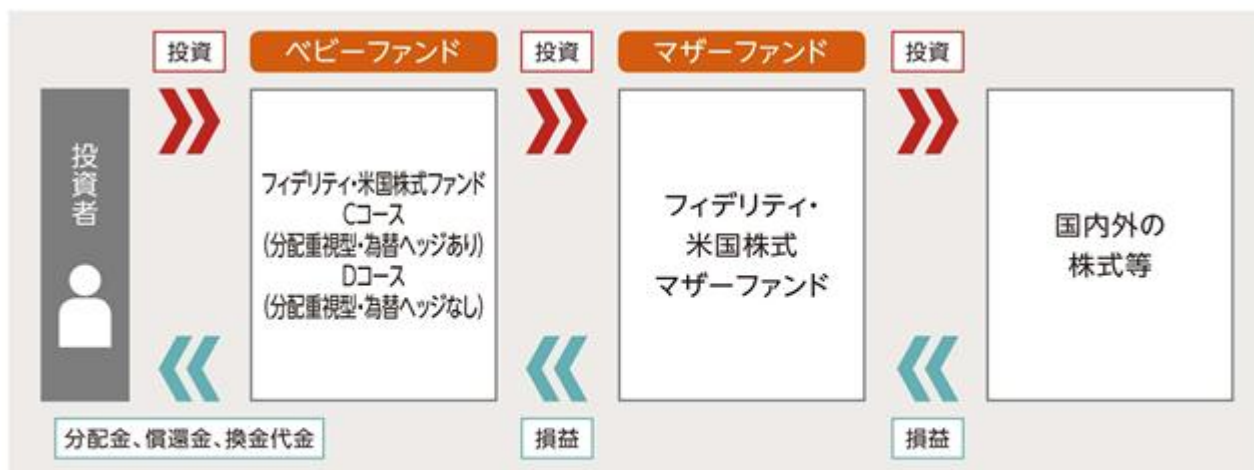 投資
ベビーファンド
投資
マザーファンド
投資
投資者
フィデリティ・米国株式ファンド
Cコース
(分配重視型・為替ヘッジあり)
Dコース
(分配重視型・為替ヘッジなし)
フィデリティ・
米国株式
マザーファンド
国内外の
株式等
分配金、償還金、換金代金
損益
損益